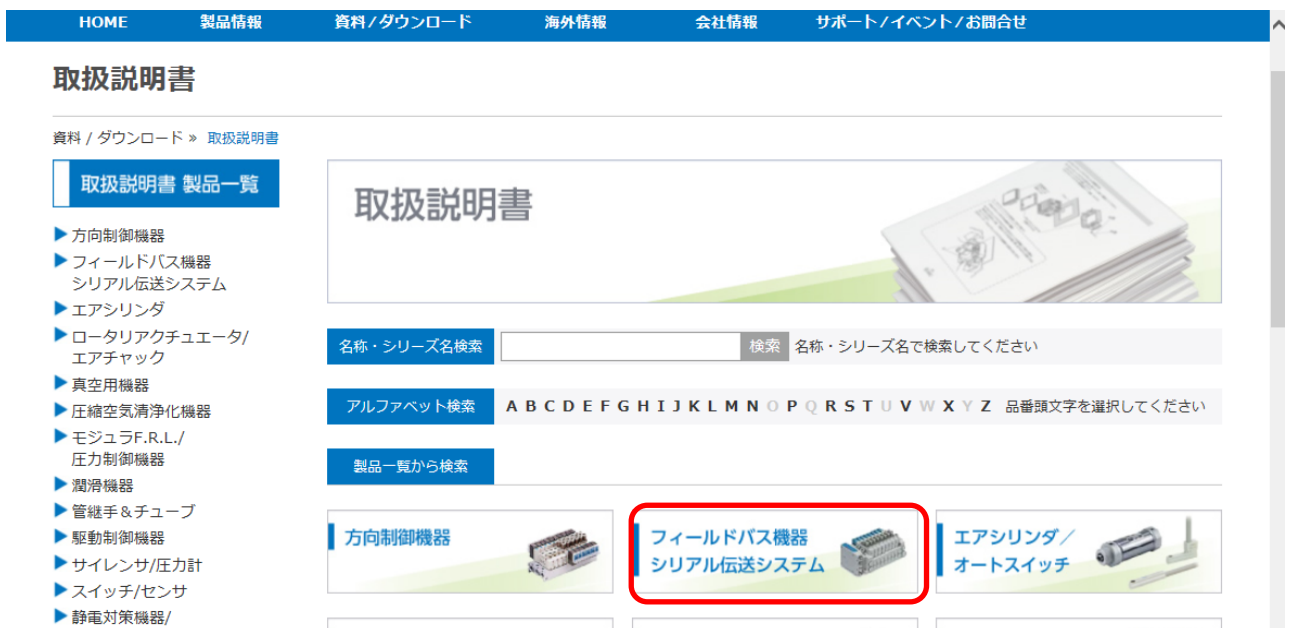 HOME 製品情報 資料/ダウンロード 海外情報 会社情報 サポート/イベント/お問合せ
取扱説明書
資料 / ダウンロード » 取扱説明書
取扱説明書 製品一覧
方向制御機器
フィールドバス機器
シリアル伝送システム
エアシリンダ
ロータリアクチュエータ/
エアチャック
真空用機器
圧縮空気清浄化機器
モジュラF.R.L./
圧力制御機器
潤滑機器
管継手＆チューブ
駆動制御機器
サイレンサ/圧力計
スイッチ/センサ
静電対策機器/
取扱説明書
名称・シリーズ名検索 検索 名称・シリーズ名で検索してください
アルファベット検索 A B C D E F G H I J K L M N O P Q R S T U V W X Y Z 品番頭文字を選択してください
製品一覧から検索
方向制御機器
フィールドバス機器
シリアル伝送システム
エアシリンダ/
オートスイッチ